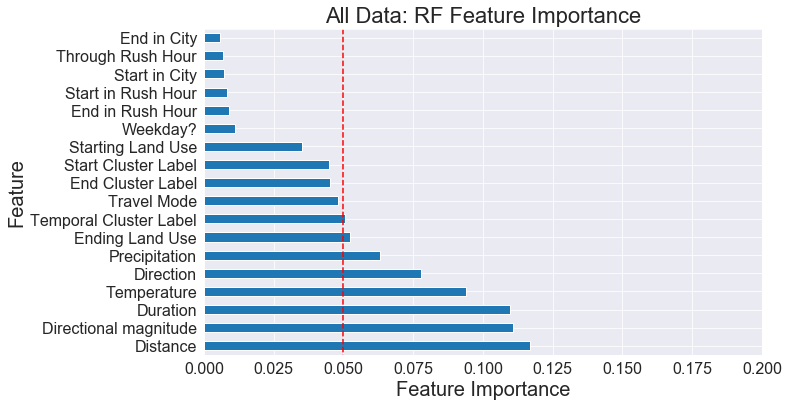 All Data: RF Feature Importance
Feature
End in City
Through Rush Hour
Start in City
Start in Rush Hour
End in Rush Hour
Weekday?
Starting Land Use
Start Cluster Label
End Cluster Label
Travel Mode
Temporal Cluster Label
Ending Land Use
Precipitation
Direction
Temperature
Duration
Directional magnitude
Distance
0.000 0.025 0.050 0.075 0.100 0.125 0.150 0.175 0.200
Feature Importance